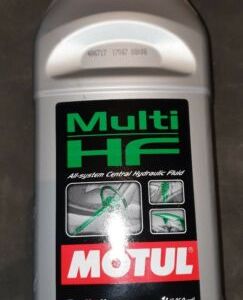 Multi
HF
All-system Central Hydraulic Fluid
MOTUL